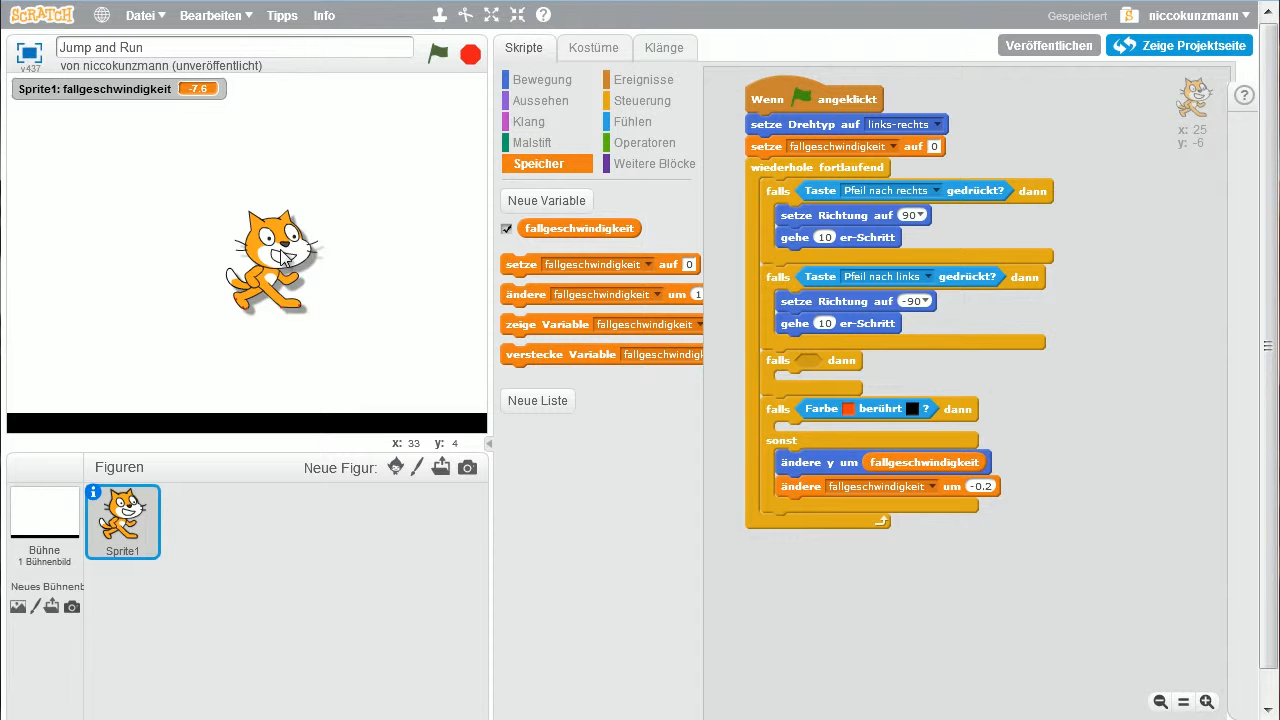 SCRATCH
Datei
Bearbeiten
Tipps
Info
Gespeichert
niccokunzmann
v437
Jump and Run
von niccokunzmann (unveröffentlicht)
Sprite1: fallgeschwindigkeit -7.6
x: 33 y: 4
Figuren
Neue Figur:
Bühne
1 Bühnenbild
Neues Bühnenb
Sprite1
Skripte
Kostüme
Klänge
Veröffentlichen
Zeige Projektseite
Bewegung
Ereignisse
Aussehen
Steuerung
Klang
Fühlen
Malstift
Operatoren
Speicher
Weitere Blöcke
Neue Variable
fallgeschwindigkeit
setze fallgeschwindigkeit auf 0
ändere fallgeschwindigkeit um 1
zeige Variable fallgeschwindigkeit
verstecke Variable fallgeschwindigk
Neue Liste
Wenn angeklickt
setze Drehtyp auf links-rechts
setze fallgeschwindigkeit auf 0
wiederhole fortlaufend
falls Taste Pfeil nach rechts gedrückt? dann
setze Richtung auf 90
gehe 10 er-Schritt
falls Taste Pfeil nach links gedrückt? dann
setze Richtung auf -90
gehe 10 er-Schritt
falls dann
falls Farbe berührt ? dann
sonst
ändere y um fallgeschwindigkeit
ändere fallgeschwindigkeit um -0.2
x: 25
y: -6